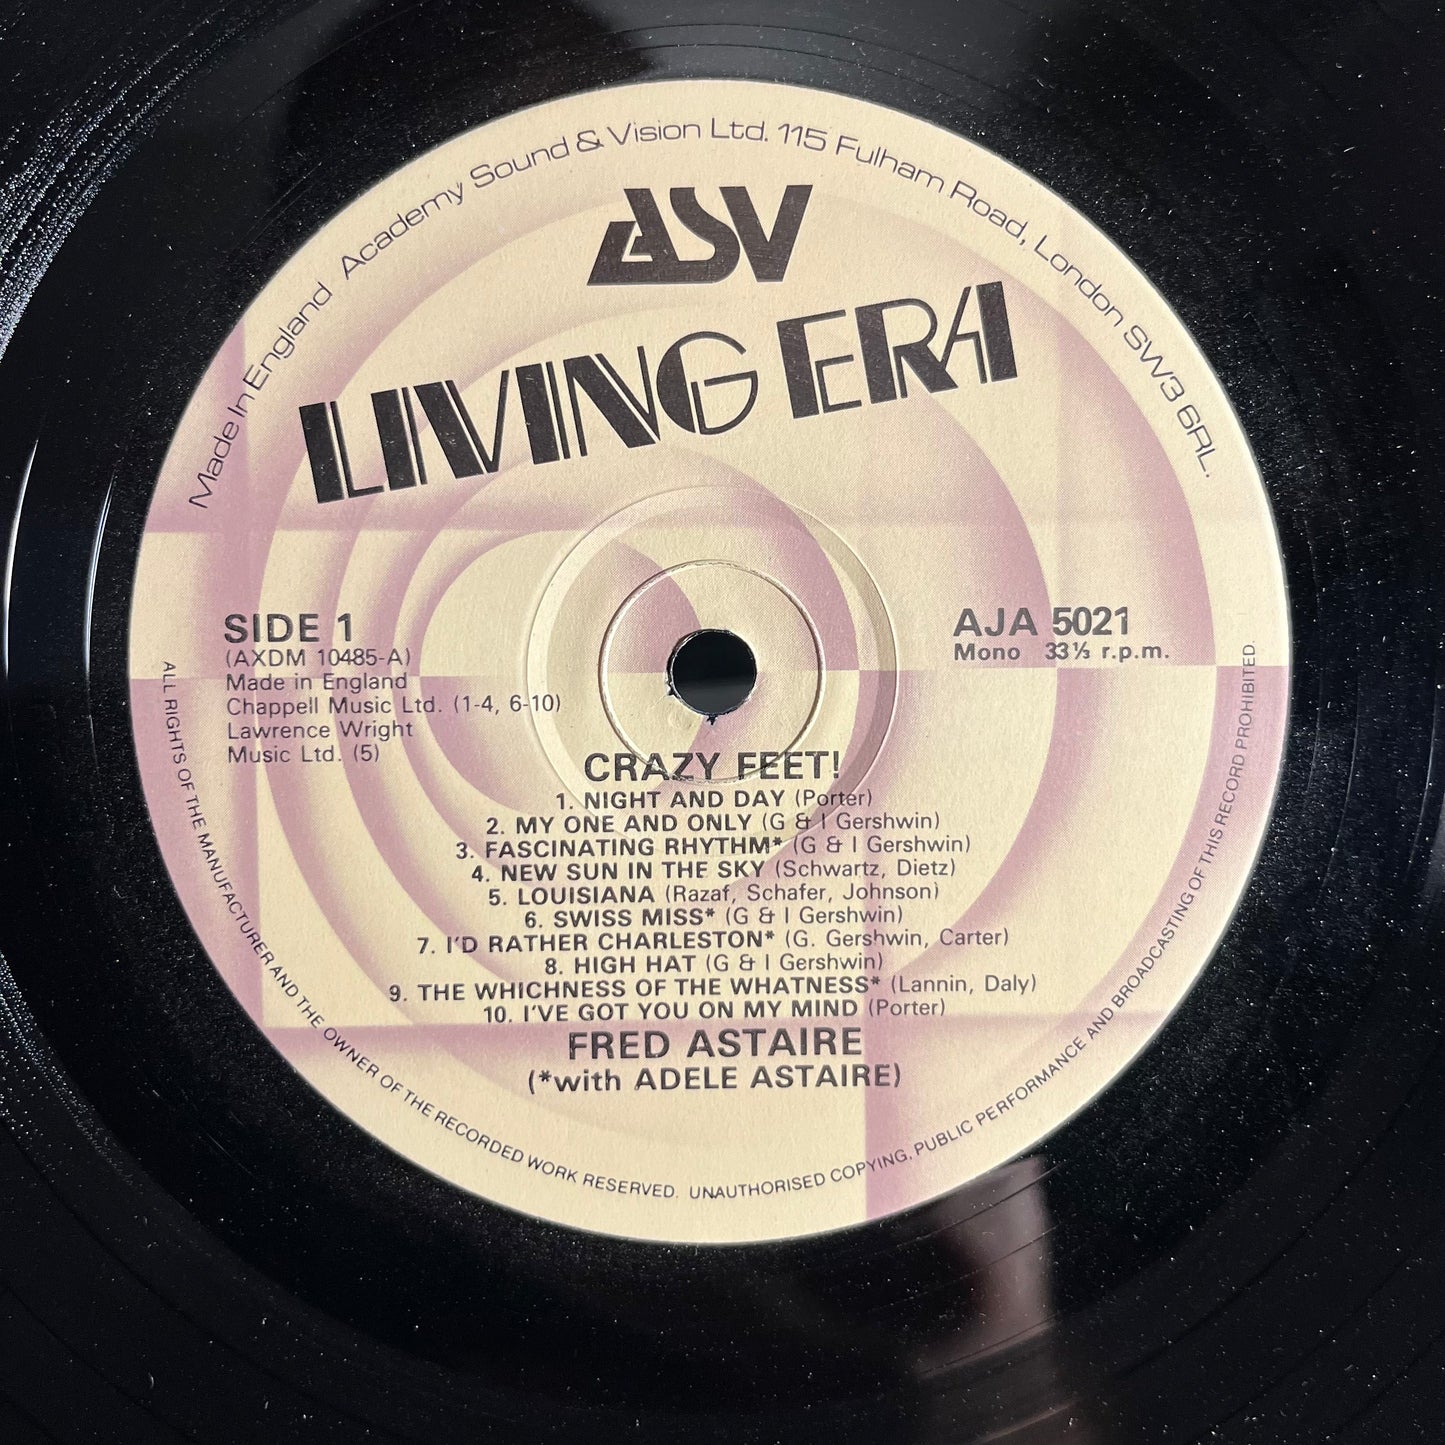 Made In England Academy Sound & Vision Ltd. 115 Fulham Road, London SW3 6RL.
ASV
LIVING ERA
SIDE 1
(AXDM 10485-A)
Made in England
Chappell Music Ltd. (1-4, 6-10)
Lawrence Wright
Music Ltd. (5)
AJA 5021
Mono 33⅓ r.p.m.
CRAZY FEET!
1. NIGHT AND DAY (Porter)
2. MY ONE AND ONLY (G & I Gershwin)
3. FASCINATING RHYTHM* (G & I Gershwin)
4. NEW SUN IN THE SKY (Schwartz, Dietz)
5. LOUISIANA (Razaf, Schafer, Johnson)
6. SWISS MISS* (G & I Gershwin)
7. I'D RATHER CHARLESTON* (G. Gershwin, Carter)
8. HIGH HAT (G & I Gershwin)
9. THE WHICHNESS OF THE WHATNESS* (Lannin, Daly)
10. I'VE GOT YOU ON MY MIND (Porter)
FRED ASTAIRE
(*with ADELE ASTAIRE)
ALL RIGHTS OF THE MANUFACTURER AND THE OWNER OF THE RECORDED WORK RESERVED. UNAUTHORISED COPYING, PUBLIC PERFORMANCE AND BROADCASTING OF THIS RECORD PROHIBITED.